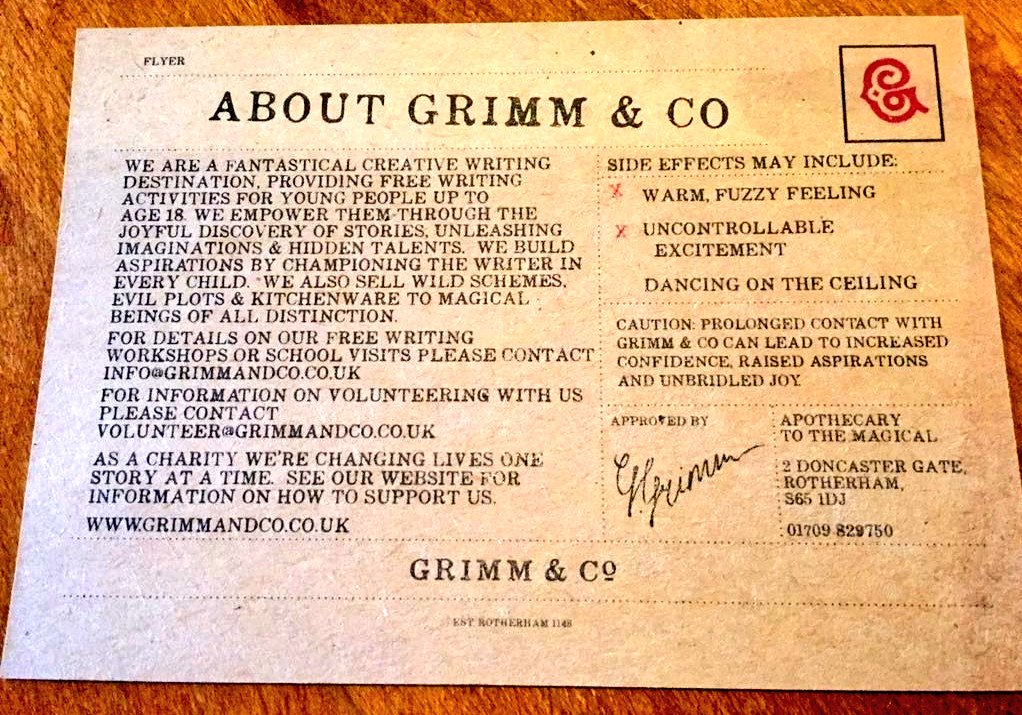 FLYER
ABOUT GRIMM & CO
WE ARE A FANTASTICAL CREATIVE WRITING
DESTINATION, PROVIDING FREE WRITING
ACTIVITIES FOR YOUNG PEOPLE UP TO
AGE 18. WE EMPOWER THEM THROUGH THE
JOYFUL DISCOVERY OF STORIES, UNLEASHING
IMAGINATIONS & HIDDEN TALENTS. WE BUILD
ASPIRATIONS BY CHAMPIONING THE WRITER IN
EVERY CHILD. WE ALSO SELL WILD SCHEMES,
EVIL PLOTS & KITCHENWARE TO MAGICAL
BEINGS OF ALL DISTINCTION.
FOR DETAILS ON OUR FREE WRITING
WORKSHOPS OR SCHOOL VISITS PLEASE CONTACT
INFO@GRIMMANDCO.CO.UK
FOR INFORMATION ON VOLUNTEERING WITH US
PLEASE CONTACT
VOLUNTEER@GRIMMANDCO.CO.UK
AS A CHARITY WE'RE CHANGING LIVES ONE
STORY AT A TIME. SEE OUR WEBSITE FOR
INFORMATION ON HOW TO SUPPORT US.
WWW.GRIMMANDCO.CO.UK
SIDE EFFECTS MAY INCLUDE:
X WARM, FUZZY FEELING
X UNCONTROLLABLE
EXCITEMENT
DANCING ON THE CEILING
CAUTION: PROLONGED CONTACT WITH
GRIMM & CO CAN LEAD TO INCREASED
CONFIDENCE, RAISED ASPIRATIONS
AND UNBRIDLED JOY.
APPROVED BY
G Grimm
APOTHECARY
TO THE MAGICAL
2 DONCASTER GATE,
ROTHERHAM,
S65 1DJ
01709 829750
GRIMM & CO
EST ROTHERHAM 1148